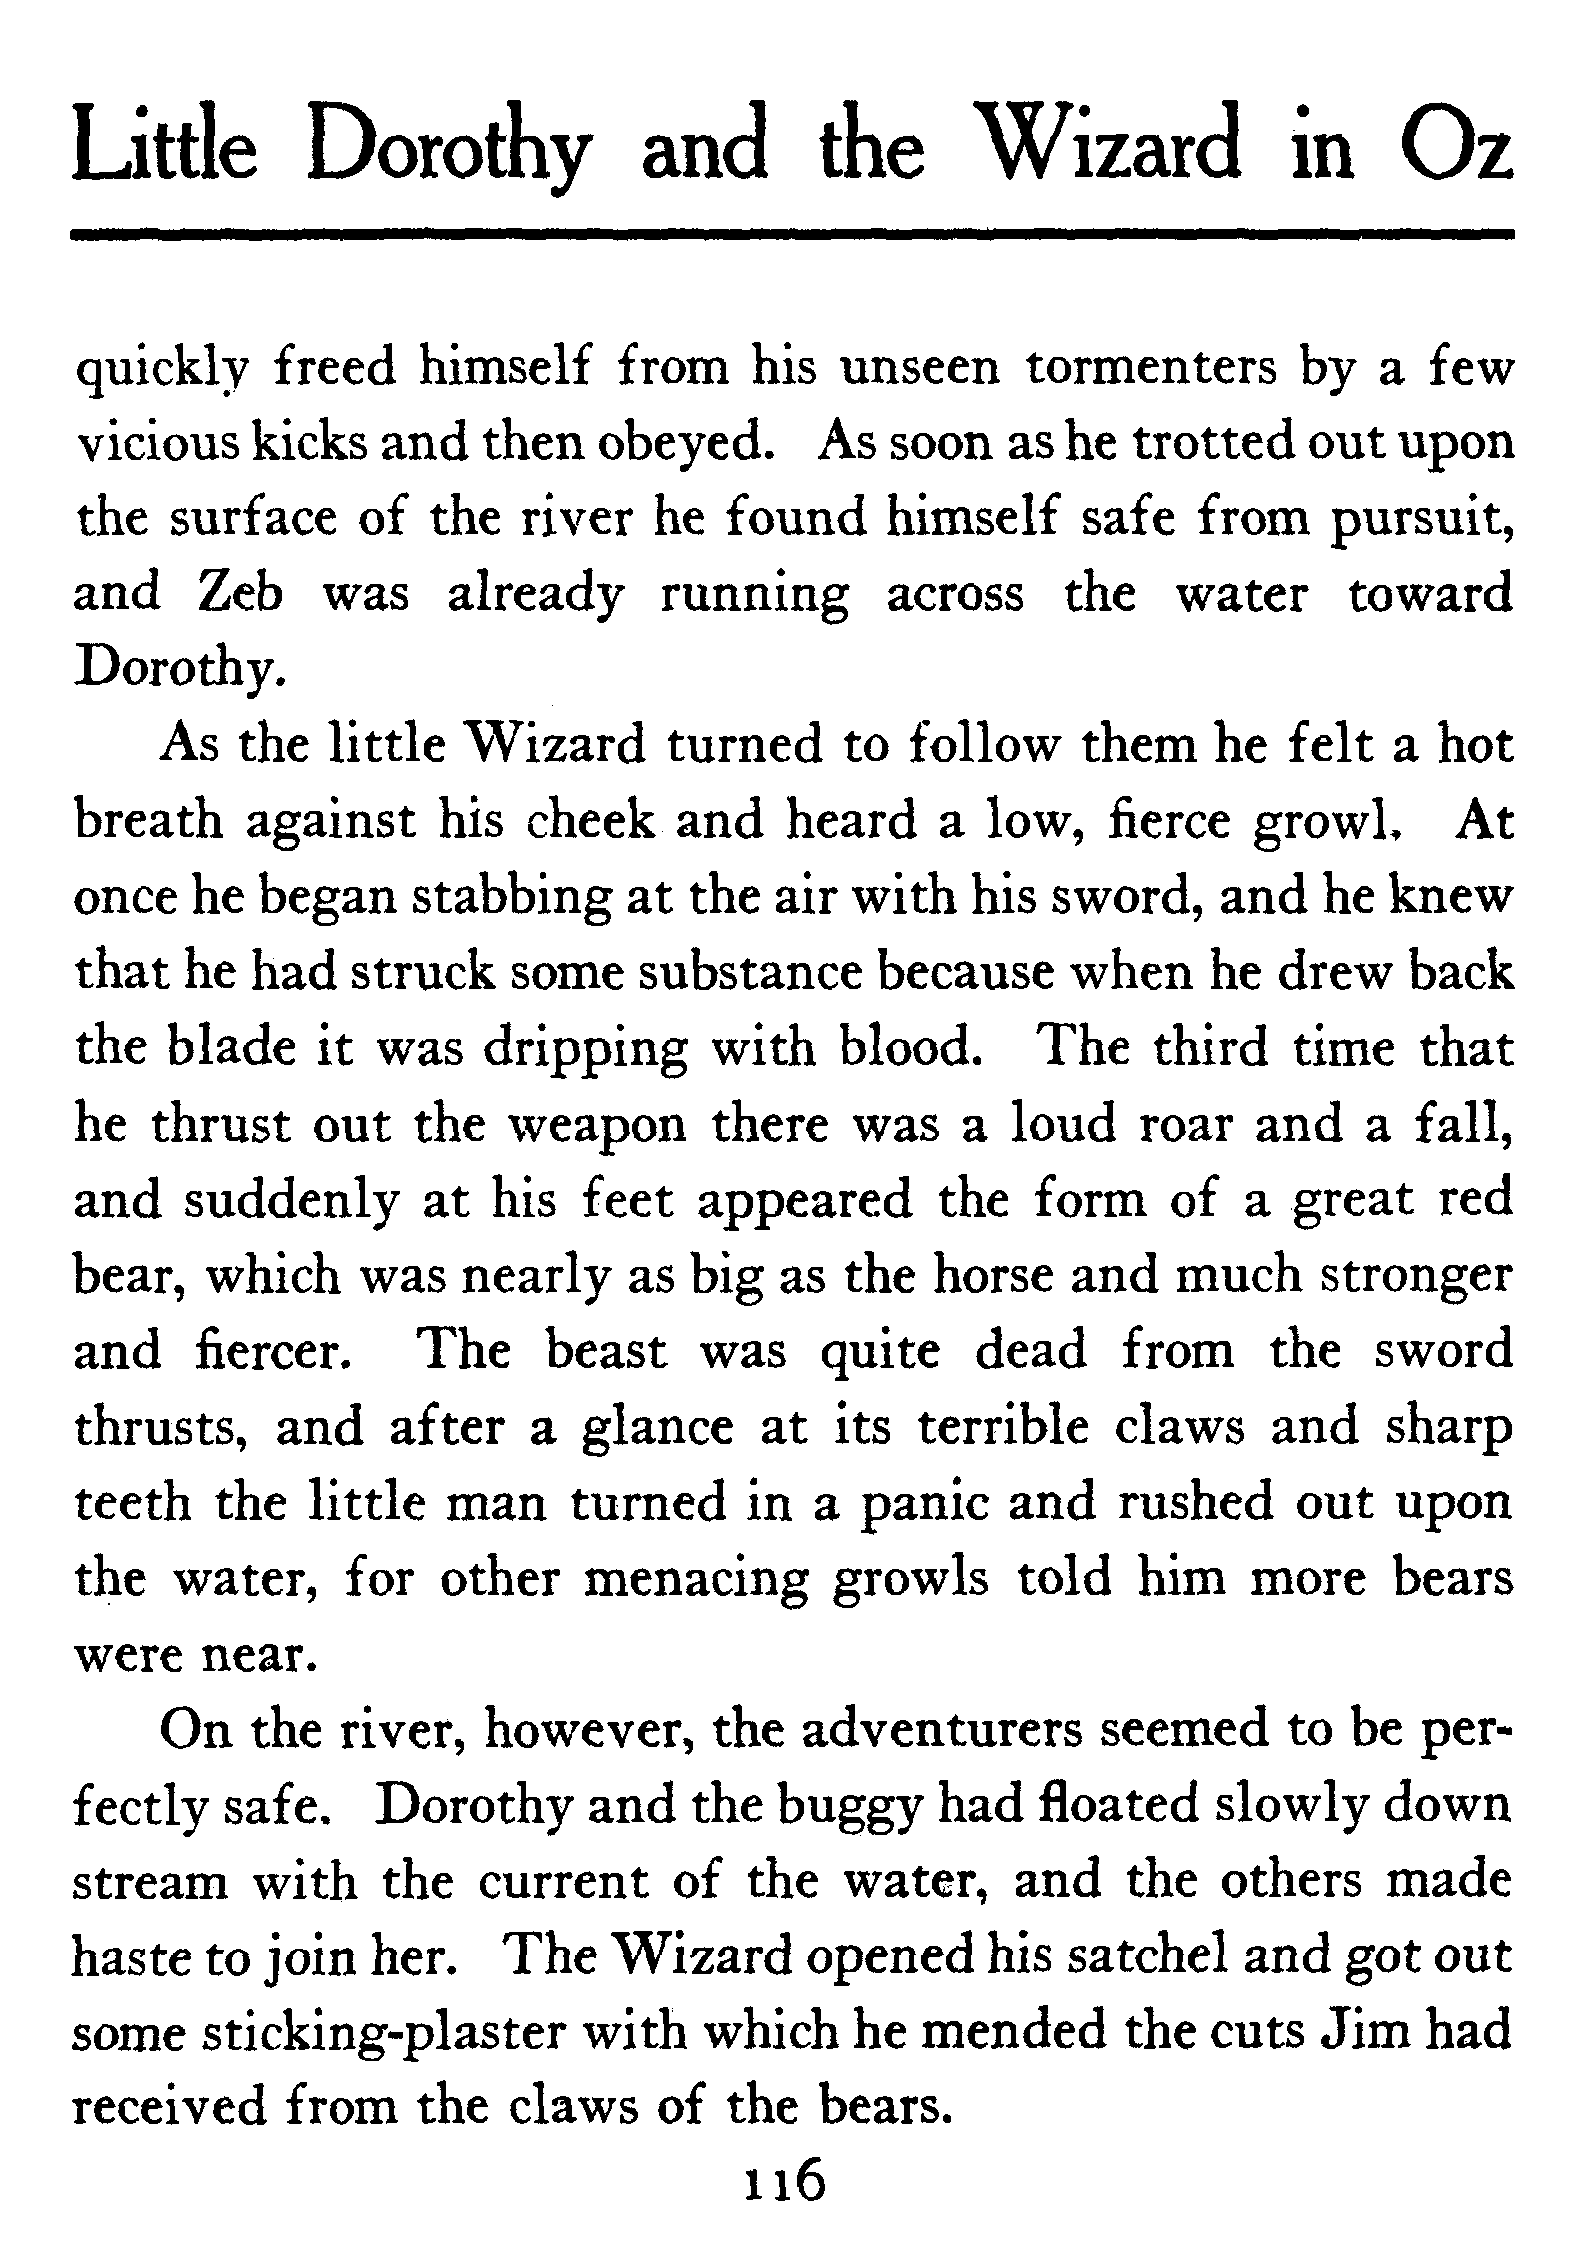 Little Dorothy and the Wizard in Oz
quickly freed himself from his unseen tormenters by a few
vicious kicks and then obeyed. As soon as he trotted out upon
the surface of the river he found himself safe from pursuit,
and Zeb was already running across the water toward
Dorothy.
As the little Wizard turned to follow them he felt a hot
breath against his cheek and heard a low, fierce growl. At
once he began stabbing at the air with his sword, and he knew
that he had struck some substance because when he drew back
the blade it was dripping with blood. The third time that
he thrust out the weapon there was a loud roar and a fall,
and suddenly at his feet appeared the form of a great red
bear, which was nearly as big as the horse and much stronger
and fiercer. The beast was quite dead from the sword
thrusts, and after a glance at its terrible claws and sharp
teeth the little man turned in a panic and rushed out upon
the water, for other menacing growls told him more bears
were near.
On the river, however, the adventurers seemed to be per-
fectly safe. Dorothy and the buggy had floated slowly down
stream with the current of the water, and the others made
haste to join her. The Wizard opened his satchel and got out
some sticking-plaster with which he mended the cuts Jim had
received from the claws of the bears.
116